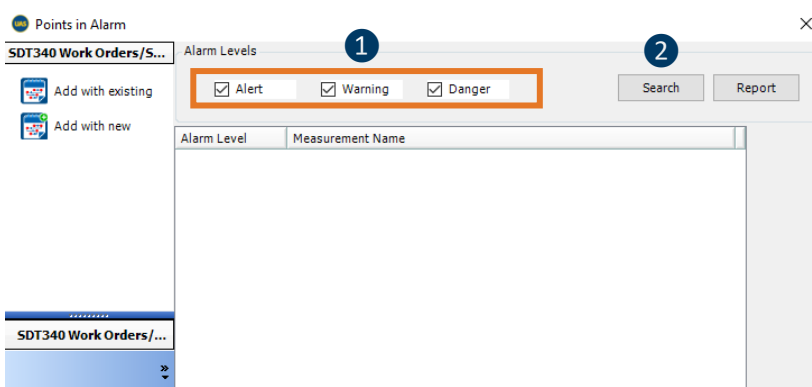 UAS Points in Alarm
SDT340 Work Orders/S...
Add with existing
Add with new
Alarm Levels
1
2
Alert
Warning
Danger
Search
Report
Alarm Level
Measurement Name
SDT340 Work Orders/...